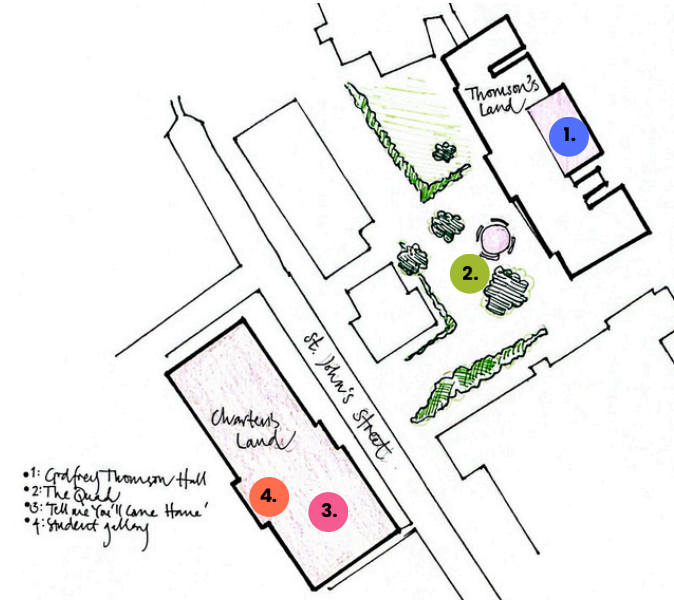 Thomson's
Land
1.
2.
St. John's Street
Charteris
Land
4.
3.
•1: Godfrey Thomson Hall
•2: The Quad
•3: 'Tell me You'll Come Home'
•4: Student gallery